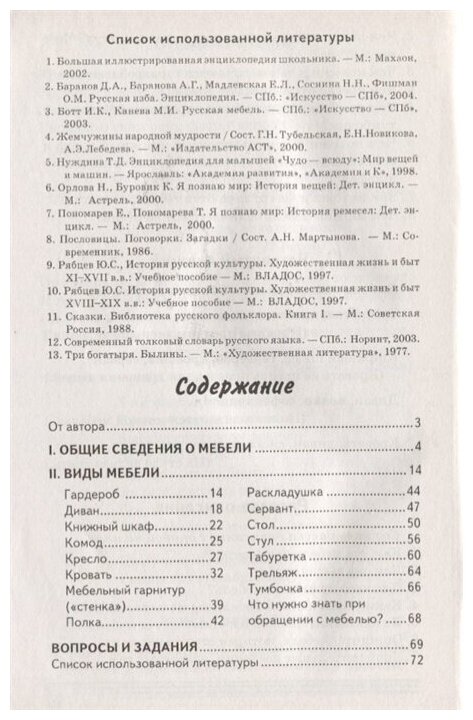 Список использованной литературы
1. Большая иллюстрированная энциклопедия школьника. — М.: Махаон,
2002.
2. Баранов Д.А., Баранова А.Г., Мадлевская Е.Л., Соснина Н.Н., Фишман
О.М. Русская изба. Энциклопедия. — СПб.: «Искусство — СПб», 2004.
3. Ботт И.К., Канева М.И. Русская мебель. — СПб.: «Искусство — СПб»,
2003.
4. Жемчужины народной мудрости / Сост. Г.Н. Тубельская, Е.Н.Новикова,
А.Э.Лебедева. — М.: «Издательство АСТ», 2000.
5. Нуждина Т.Д. Энциклопедия для малышей «Чудо — всюду»: Мир вещей
и машин. — Ярославль: «Академия развития», «Академия и К», 1998.
6. Орлова Н., Буровик К. Я познаю мир: История вещей: Дет. энцикл. —
М.: Астрель, 2000.
7. Пономарев Е., Пономарева Т. Я познаю мир: История ремесел: Дет. эн-
цикл. — М.: Астрель, 2000.
8. Пословицы. Поговорки. Загадки / Сост. А.Н. Мартынова. — М.: Со-
временник, 1986.
9. Рябцев Ю.С., История русской культуры. Художественная жизнь и быт
XI–XVII в.в.: Учебное пособие — М.: ВЛАДОС, 1997.
10. Рябцев Ю.С. История русской культуры. Художественная жизнь и быт
XVIII–XIX в.в.: Учебное пособие — М.: ВЛАДОС, 1997.
11. Сказки. Библиотека русского фольклора. Книга I. — М.: Советская
Россия, 1988.
12. Современный толковый словарь русского языка. — СПб.: Норинт, 2003.
13. Три богатыря. Былины. — М.: «Художественная литература», 1977.
Содержание
От автора 3
I. ОБЩИЕ СВЕДЕНИЯ О МЕБЕЛИ 4
II. ВИДЫ МЕБЕЛИ 14
Гардероб 14
Диван 18
Книжный шкаф 22
Комод 25
Кресло 27
Кровать 32
Мебельный гарнитур
(«стенка») 39
Полка 42
Раскладушка 44
Сервант 47
Стол 50
Стул 56
Табуретка 60
Трельяж 64
Тумбочка 66
Что нужно знать при
обращении с мебелью? 68
ВОПРОСЫ И ЗАДАНИЯ 69
Список использованной литературы 72